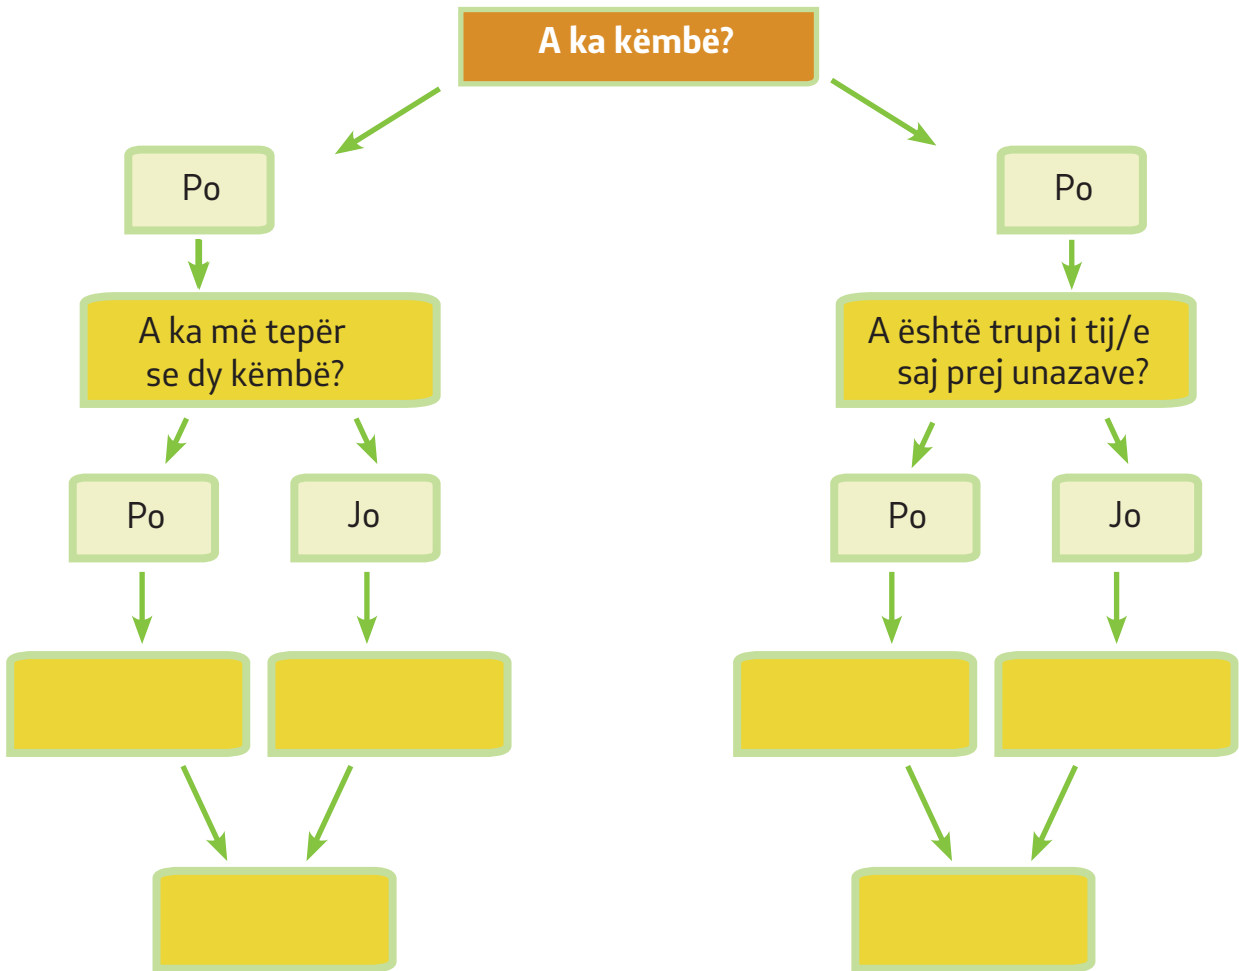 A ka këmbë?
Po
Po
A ka më tepër
se dy këmbë?
A është trupi i tij/e
saj prej unazave?
Po
Jo
Po
Jo